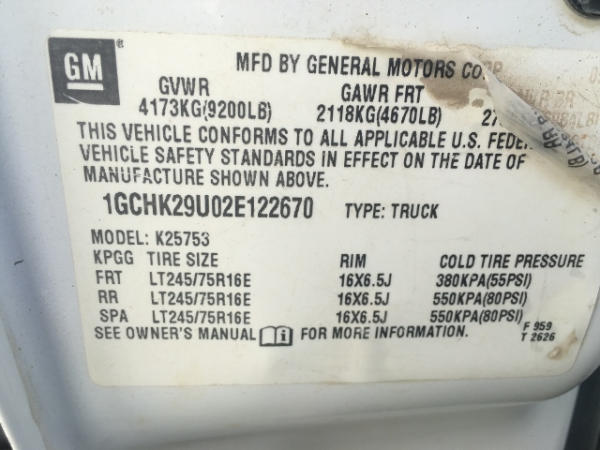 GM
MFD BY GENERAL MOTORS CORP
GVWR GAWR FRT
4173KG(9200LB) 2118KG(4670LB)
THIS VEHICLE CONFORMS TO ALL APPLICABLE U.S. FEDER
VEHICLE SAFETY STANDARDS IN EFFECT ON THE DATE OF
MANUFACTURE SHOWN ABOVE.
1GCHK29U02E122670 TYPE: TRUCK
MODEL: K25753
KPGG TIRE SIZE RIM COLD TIRE PRESSURE
FRT LT245/75R16E 16X6.5J 380KPA(55PSI)
RR LT245/75R16E 16X6.5J 550KPA(80PSI)
SPA LT245/75R16E 16X6.5J 550KPA(80PSI)
SEE OWNER'S MANUAL FOR MORE INFORMATION.
F 959
T 2626